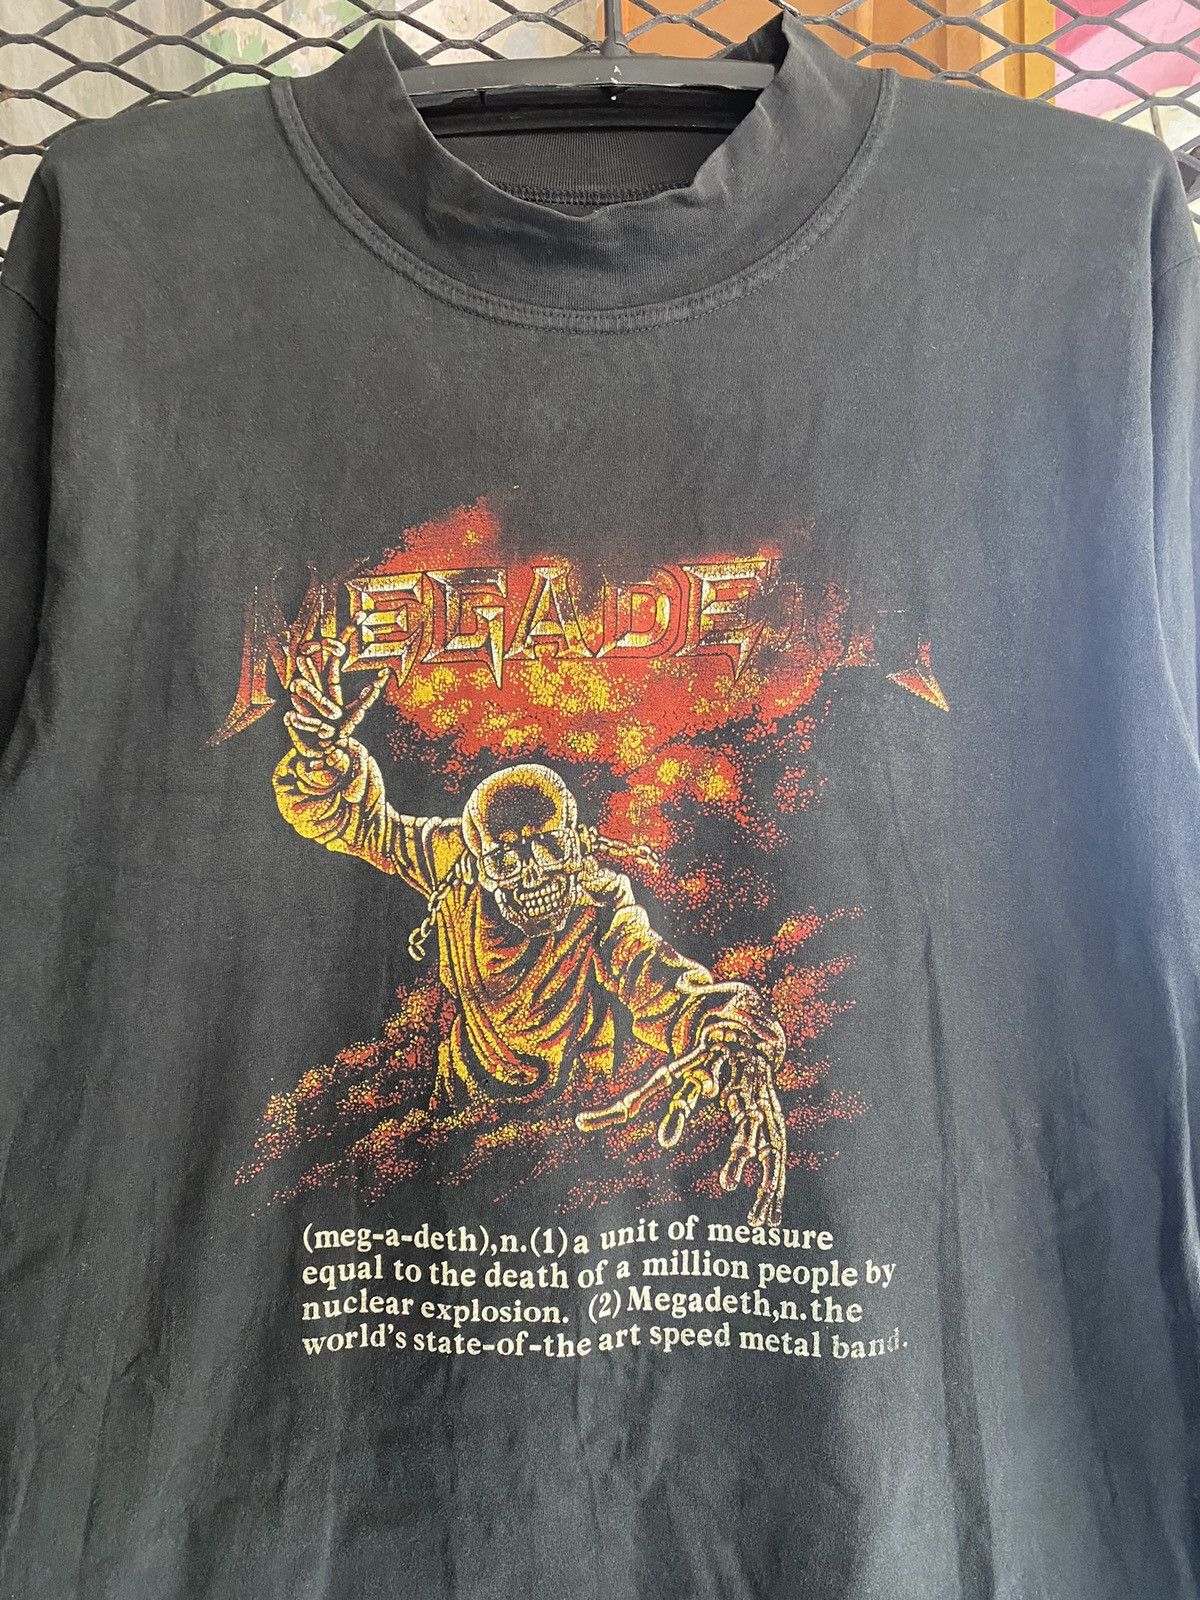 MEGADETH
(meg-a-deth),n.(1) a unit of measure
equal to the death of a million people by
nuclear explosion. (2) Megadeth,n.the
world's state-of-the art speed metal band.